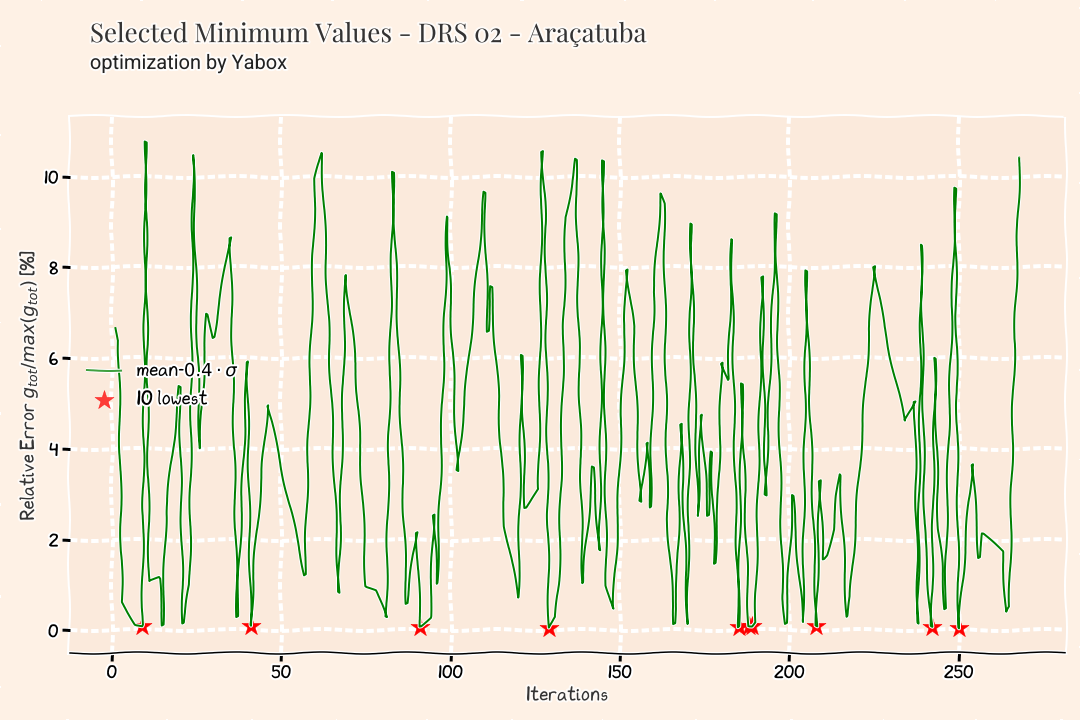 Selected Minimum Values - DRS 02 - Araçatuba
optimization by Yabox
Relative Error g_tot/max(g_tot) [%]
10
8
6
4
2
0
mean-0.4 · σ
10 lowest
0 50 100 150 200 250
Iterations